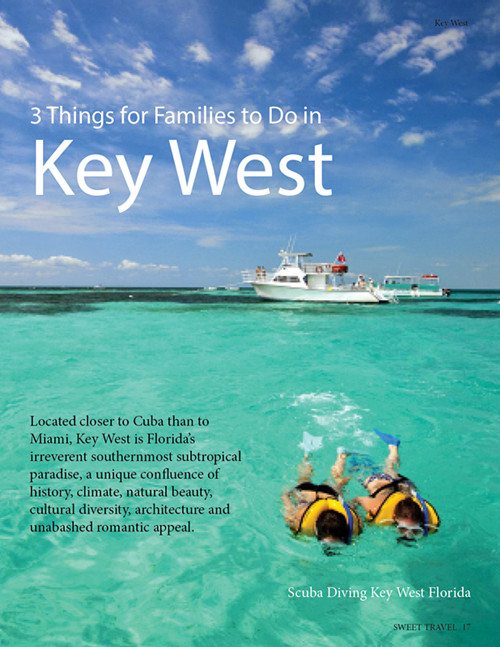 Key West
3 Things for Families to Do in
Key West
Located closer to Cuba than to
Miami, Key West is Florida’s
irreverent southernmost subtropical
paradise, a unique confluence of
history, climate, natural beauty,
cultural diversity, architecture and
unabashed romantic appeal.
Scuba Diving Key West Florida
SWEET TRAVEL 17